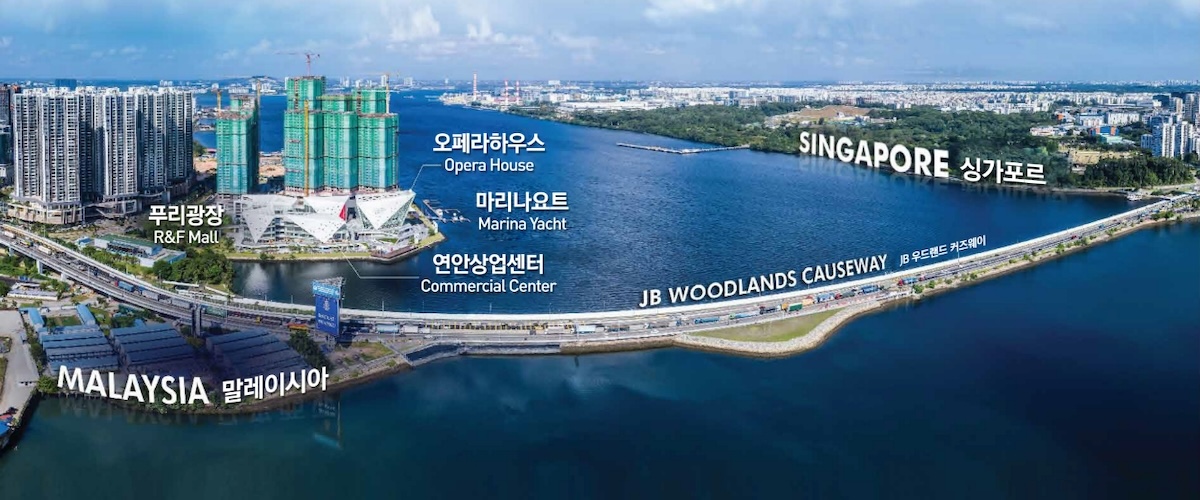 오페라하우스
Opera House
SINGAPORE 싱가포르
마리나요트
Marina Yacht
푸리광장
R&F Mall
연안상업센터
Commercial Center
JB WOODLANDS CAUSEWAY JB 우드랜드 커즈웨이
MALAYSIA 말레이시아